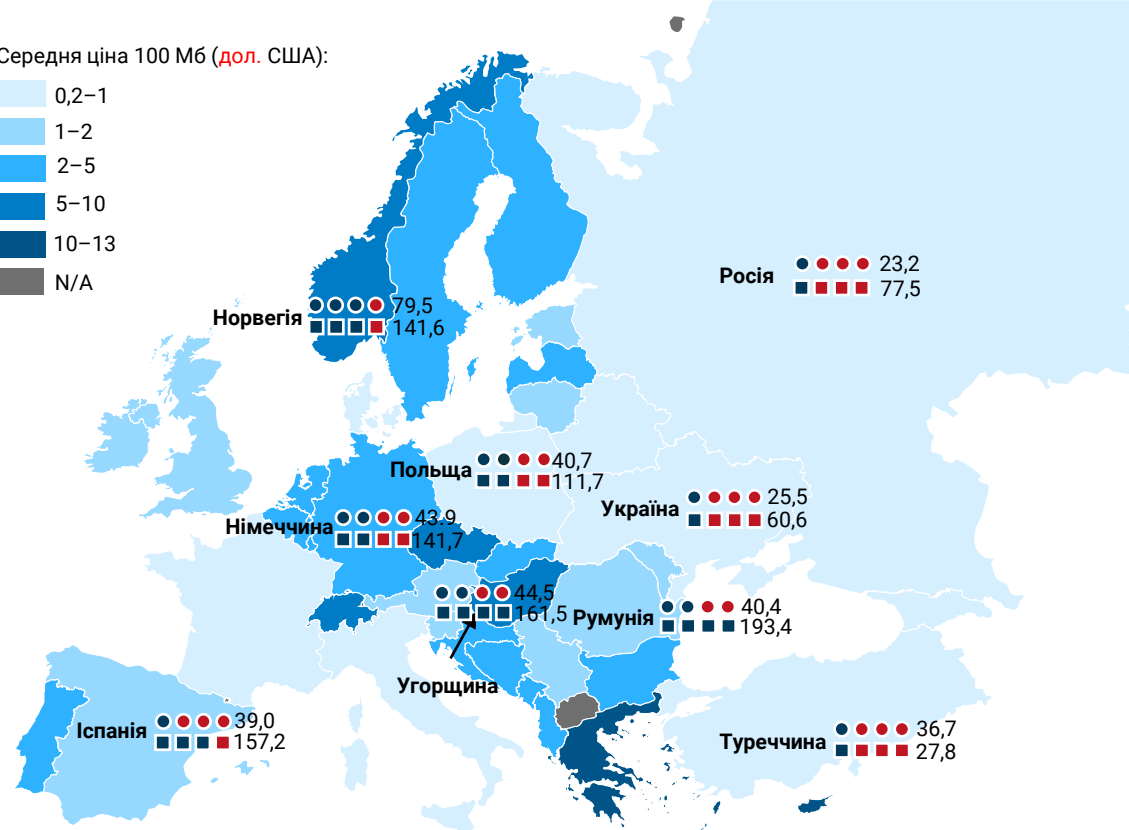 Середня ціна 100 Мб (дол. США):
0,2–1
1–2
2–5
5–10
10–13
N/A
Росія
23,2
77,5
Норвегія
79,5
141,6
Польща
40,7
111,7
Україна
25,5
60,6
Німеччина
43.9
141,7
44,5
161,5
Румунія
40,4
193,4
Угорщина
Іспанія
39,0
157,2
Туреччина
36,7
27,8